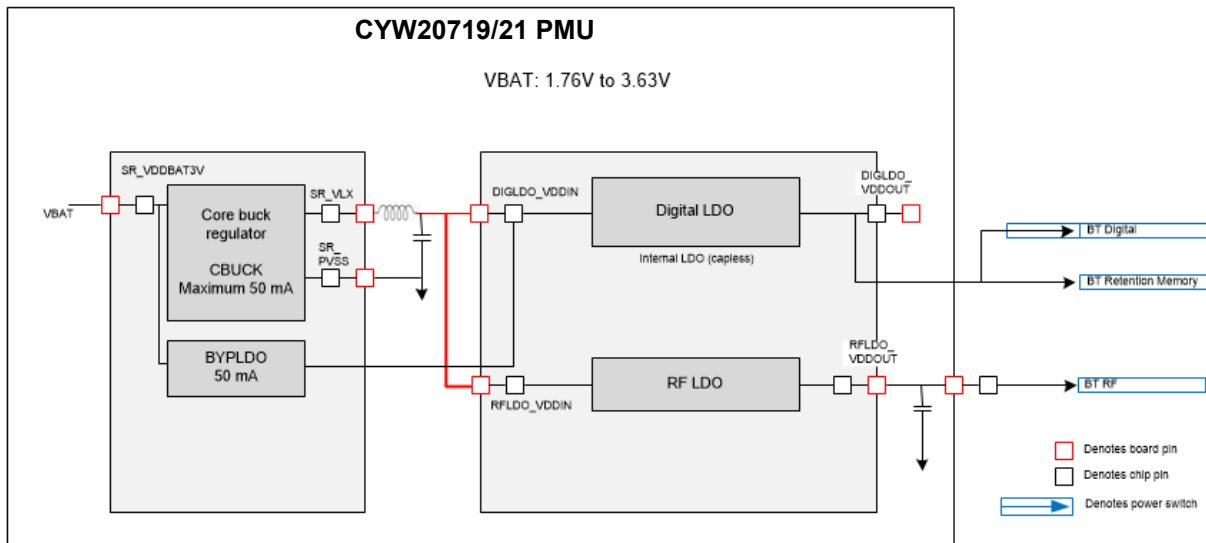 CYW20719/21 PMU
VBAT: 1.76V to 3.63V
SR_VDDBAT3V
VBAT
Core buck
regulator
CBUCK
Maximum 50 mA
SR_VLX
SR_
PVSS
BYPLDO
50 mA
DIGLDO_VDDIN
Digital LDO
Internal LDO (capless)
DIGLDO_
VDDOUT
BT Digital
BT Retention Memory
RFLDO_VDDIN
RF LDO
RFLDO_
VDDOUT
BT RF
Denotes board pin
Denotes chip pin
Denotes power switch